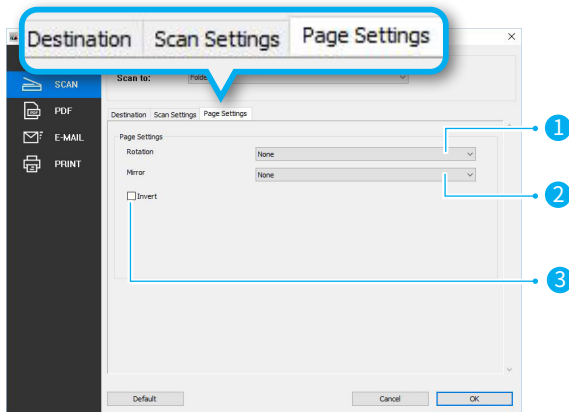 Destination Scan Settings Page Settings
Scan to: Folde
SCAN
PDF
E-MAIL
PRINT
Destination Scan Settings Page Settings
Page Settings
Rotation None
Mirror None
Invert
1
2
3
Default Cancel OK